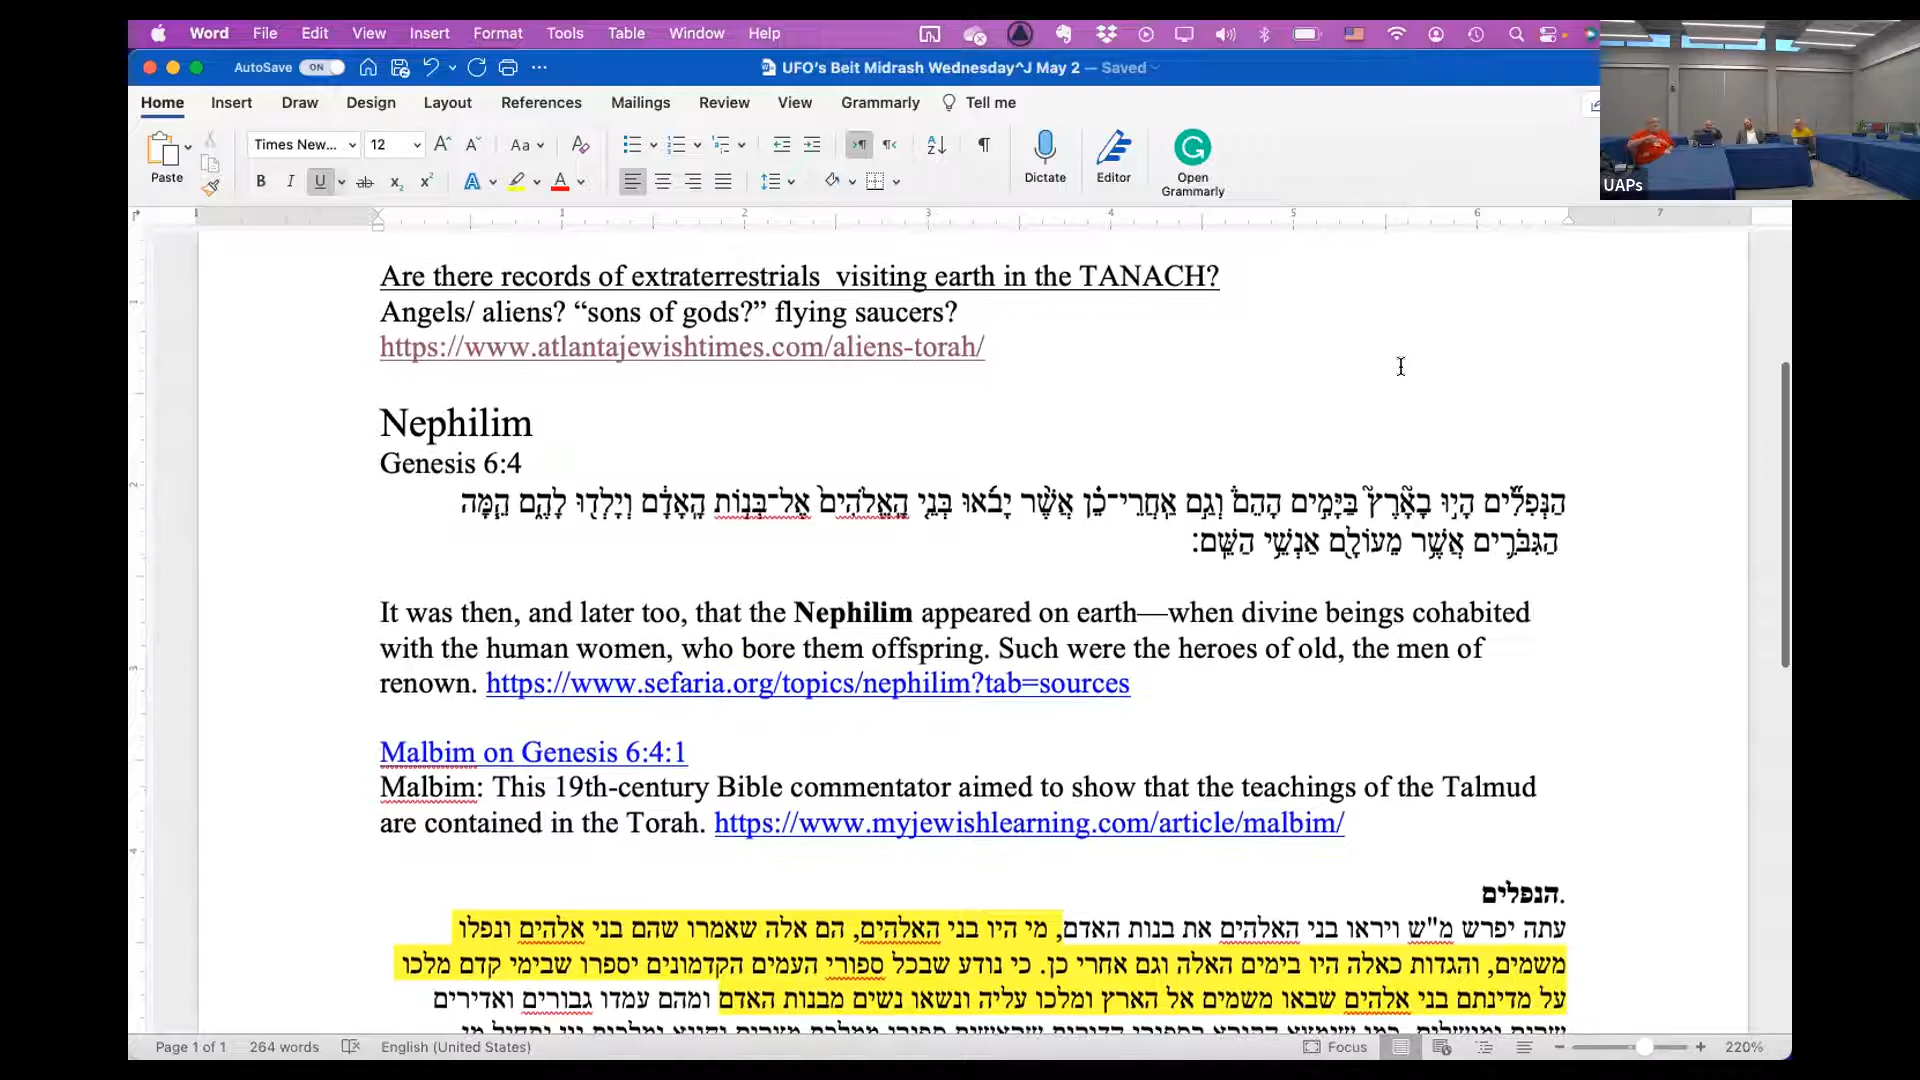 Word File Edit View Insert Format Tools Table Window Help
AutoSave ON UFO's Beit Midrash Wednesday^J May 2 — Saved
Home Insert Draw Design Layout References Mailings Review View Grammarly Tell me
Times New... 12 Aa
Paste Dictate Editor Open Grammarly
UAPs
1 1 2 3 4 5 6 7
Are there records of extraterrestrials visiting earth in the TANACH?
Angels/ aliens? “sons of gods?” flying saucers?
https://www.atlantajewishtimes.com/aliens-torah/
Nephilim
Genesis 6:4
הַנְּפִלִ֞ים הָי֣וּ בָאָ֘רֶץ֮ בַּיָּמִ֣ים הָהֵם֒ וְגַ֣ם אַֽחֲרֵי־כֵ֗ן אֲשֶׁ֨ר יָבֹ֜אוּ בְּנֵ֤י הָֽאֱלֹהִים֙ אֶל־בְּנ֣וֹת הָֽאָדָ֔ם וְיָלְד֖וּ לָהֶ֑ם הֵ֧מָּה
הַגִּבֹּרִ֛ים אֲשֶׁ֥ר מֵעוֹלָ֖ם אַנְשֵׁ֥י הַשֵּֽׁם׃
It was then, and later too, that the Nephilim appeared on earth—when divine beings cohabited
with the human women, who bore them offspring. Such were the heroes of old, the men of
renown. https://www.sefaria.org/topics/nephilim?tab=sources
Malbim on Genesis 6:4:1
Malbim: This 19th-century Bible commentator aimed to show that the teachings of the Talmud
are contained in the Torah. https://www.myjewishlearning.com/article/malbim/
הנפלים.
עתה יפרש מ"ש ויראו בני האלהים את בנות האדם, מי היו בני האלהים, הם אלה שאמרו שהם בני אלהים ונפלו
משמים, והגדות כאלה היו בימים האלה וגם אחרי כן. כי נודע שבכל ספורי העמים הקדמונים יספרו שבימי קדם מלכו
על מדינתם בני אלהים שבאו משמים אל הארץ ומלכו עליה ונשאו נשים מבנות האדם ומהם עמדו גבורים ואדירים
Page 1 of 1 264 words English (United States) Focus 220%